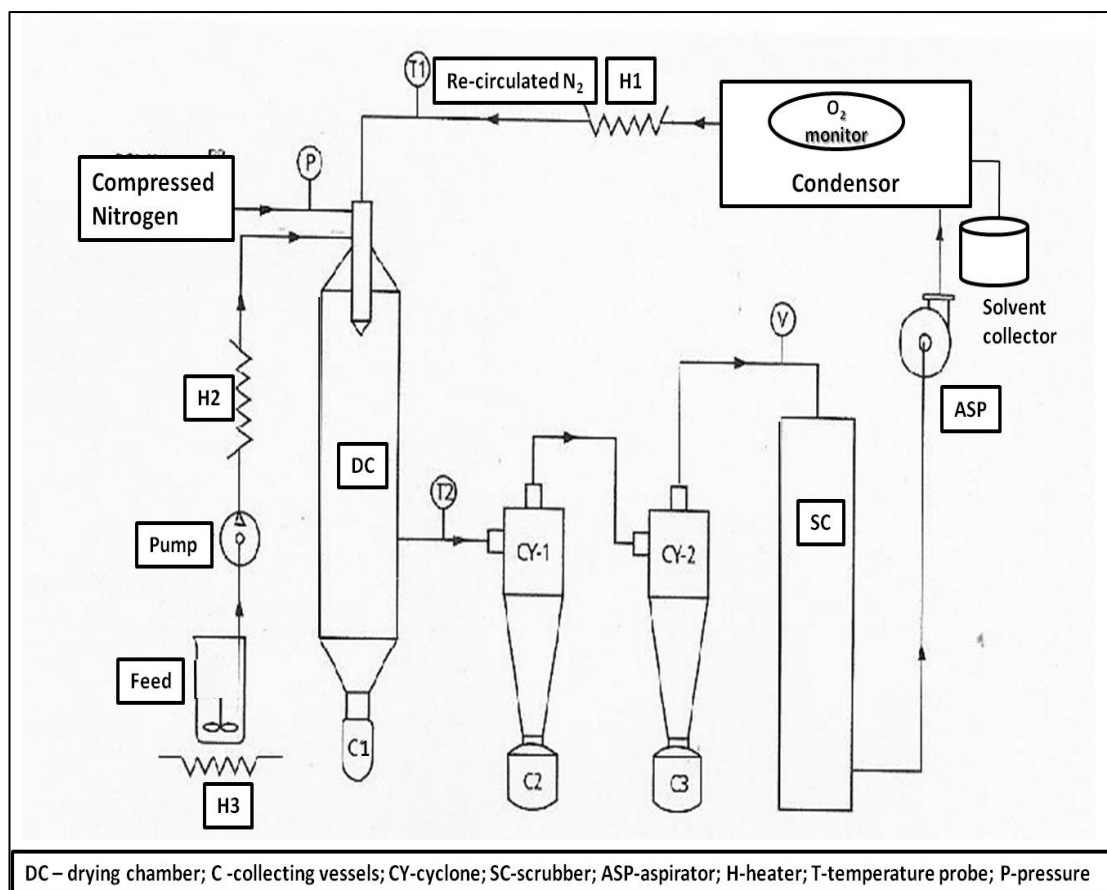 T1
Re-circulated N₂
H1
O₂
monitor
Condensor
Compressed
Nitrogen
P
Solvent
collector
V
H2
ASP
DC
T2
SC
CY-1
CY-2
Pump
Feed
C1
C2
C3
H3
DC – drying chamber; C -collecting vessels; CY-cyclone; SC-scrubber; ASP-aspirator; H-heater; T-temperature probe; P-pressure